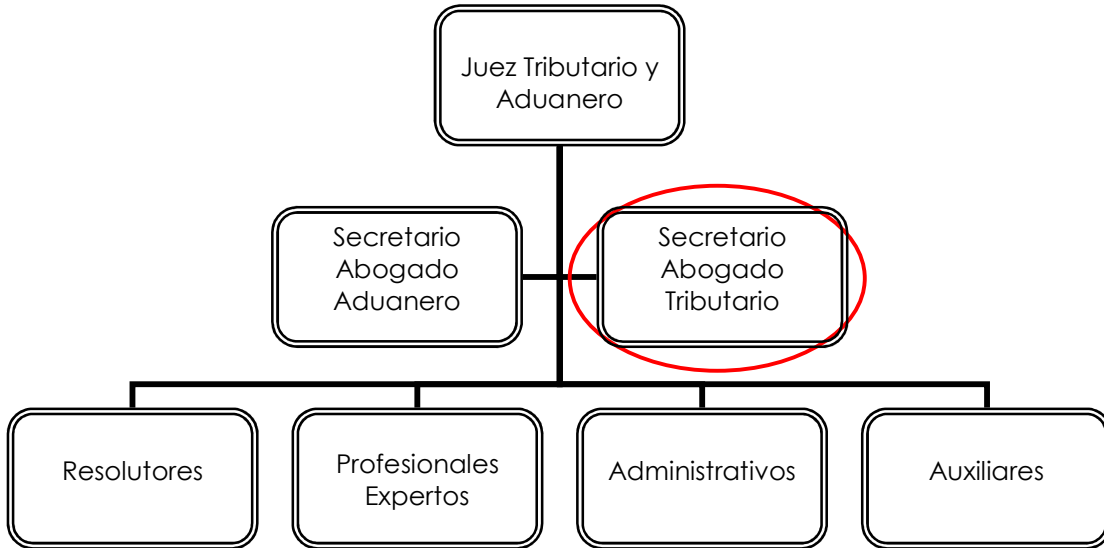 Juez Tributario y
Aduanero
Secretario
Abogado
Aduanero
Secretario
Abogado
Tributario
Resolutores
Profesionales
Expertos
Administrativos
Auxiliares